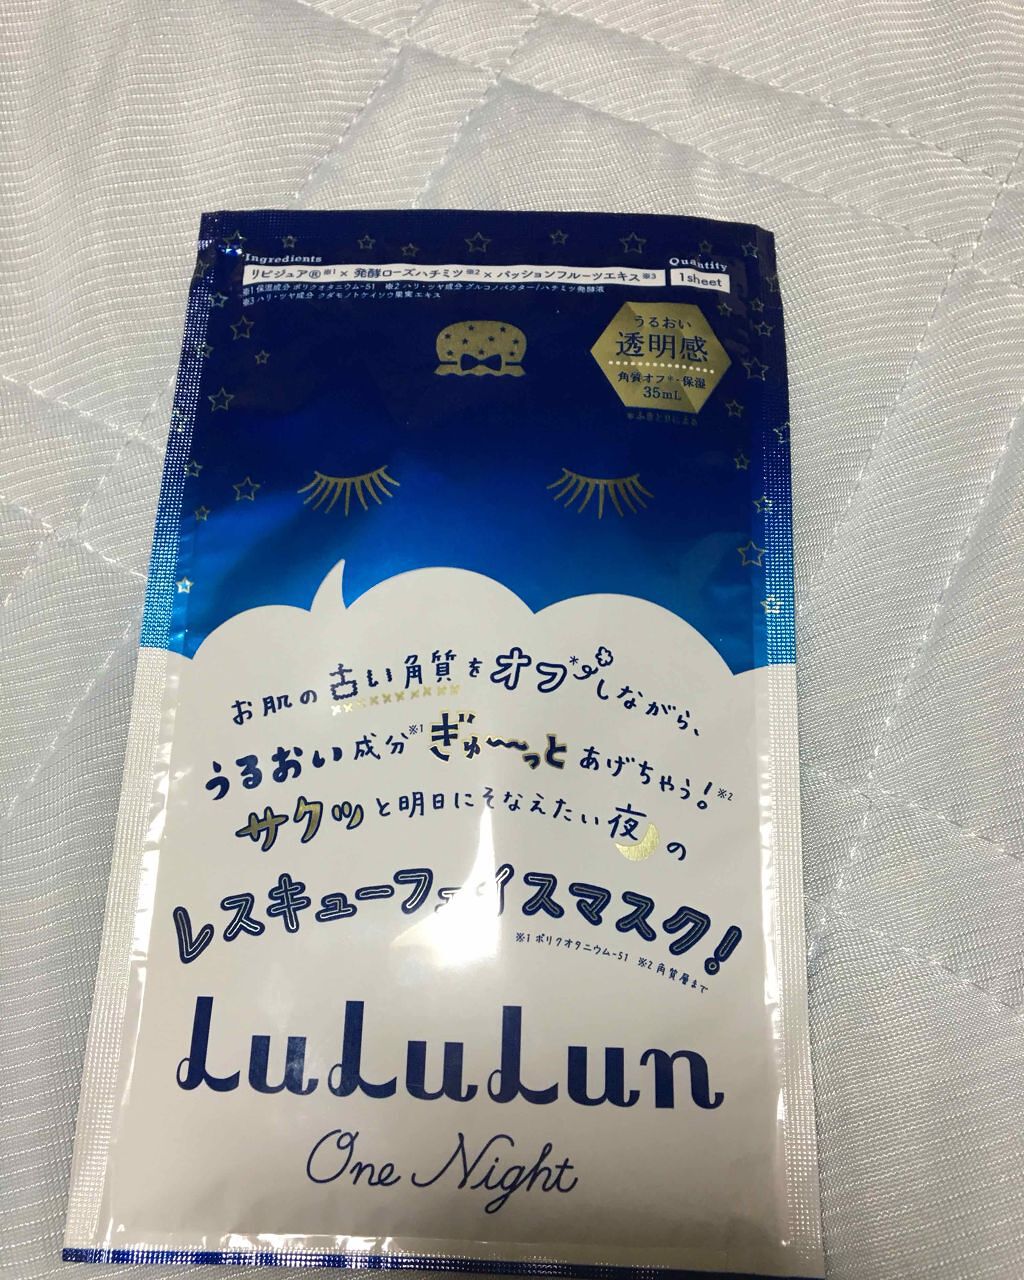 Ingredients
リピジュア® ※1 × 発酵ローズハチミツ ※2 × パッションフルーツエキス ※3
※1 保湿成分 ポリクオタニウム-51 ※2 ハリ・ツヤ成分 グルコノバクター/ハチミツ発酵液
※3 ハリ・ツヤ成分 クダモノトケイソウ果実エキス
Quantity
1sheet
うるおい
透明感
角質オフ*・保湿
35mL
*ふきとりによる
お肌の古い角質をオフ*しながら、
うるおい成分※1ぎゅ〜〜っとあげちゃう!※2
サクッと明日にそなえたい夜の
レスキューフェイスマスク!
※1 ポリクオタニウム-51 ※2 角質層まで
LuLuLun
One Night